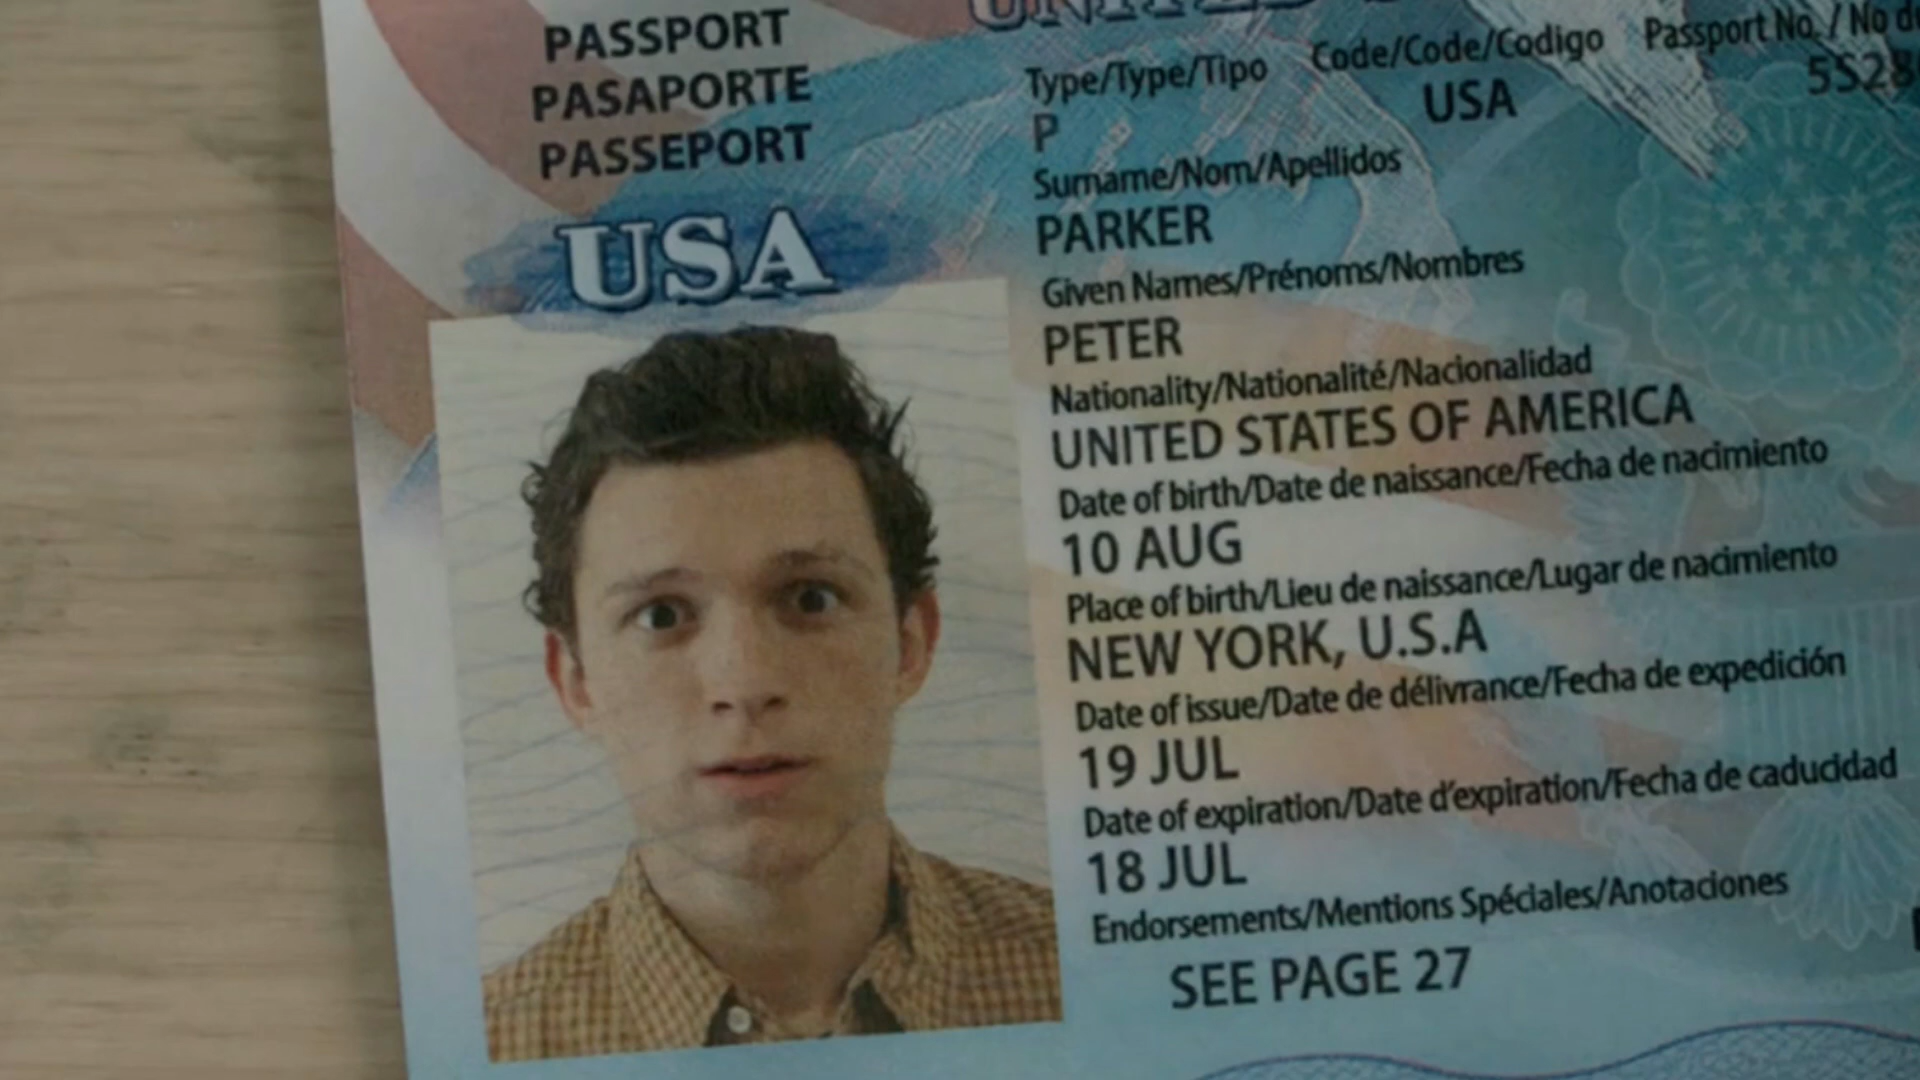 PASSPORT
PASAPORTE
PASSEPORT
USA
UNITED
Type/Type/Tipo
Code/Code/Codigo
Passport No. / No
P
USA
Surname/Nom/Apellidos
PARKER
Given Names/Prénoms/Nombres
PETER
Nationality/Nationalité/Nacionalidad
UNITED STATES OF AMERICA
Date of birth/Date de naissance/Fecha de nacimiento
10 AUG
Place of birth/Lieu de naissance/Lugar de nacimiento
NEW YORK, U.S.A
Date of issue/Date de délivrance/Fecha de expedición
19 JUL
Date of expiration/Date d'expiration/Fecha de caducidad
18 JUL
Endorsements/Mentions Spéciales/Anotaciones
SEE PAGE 27